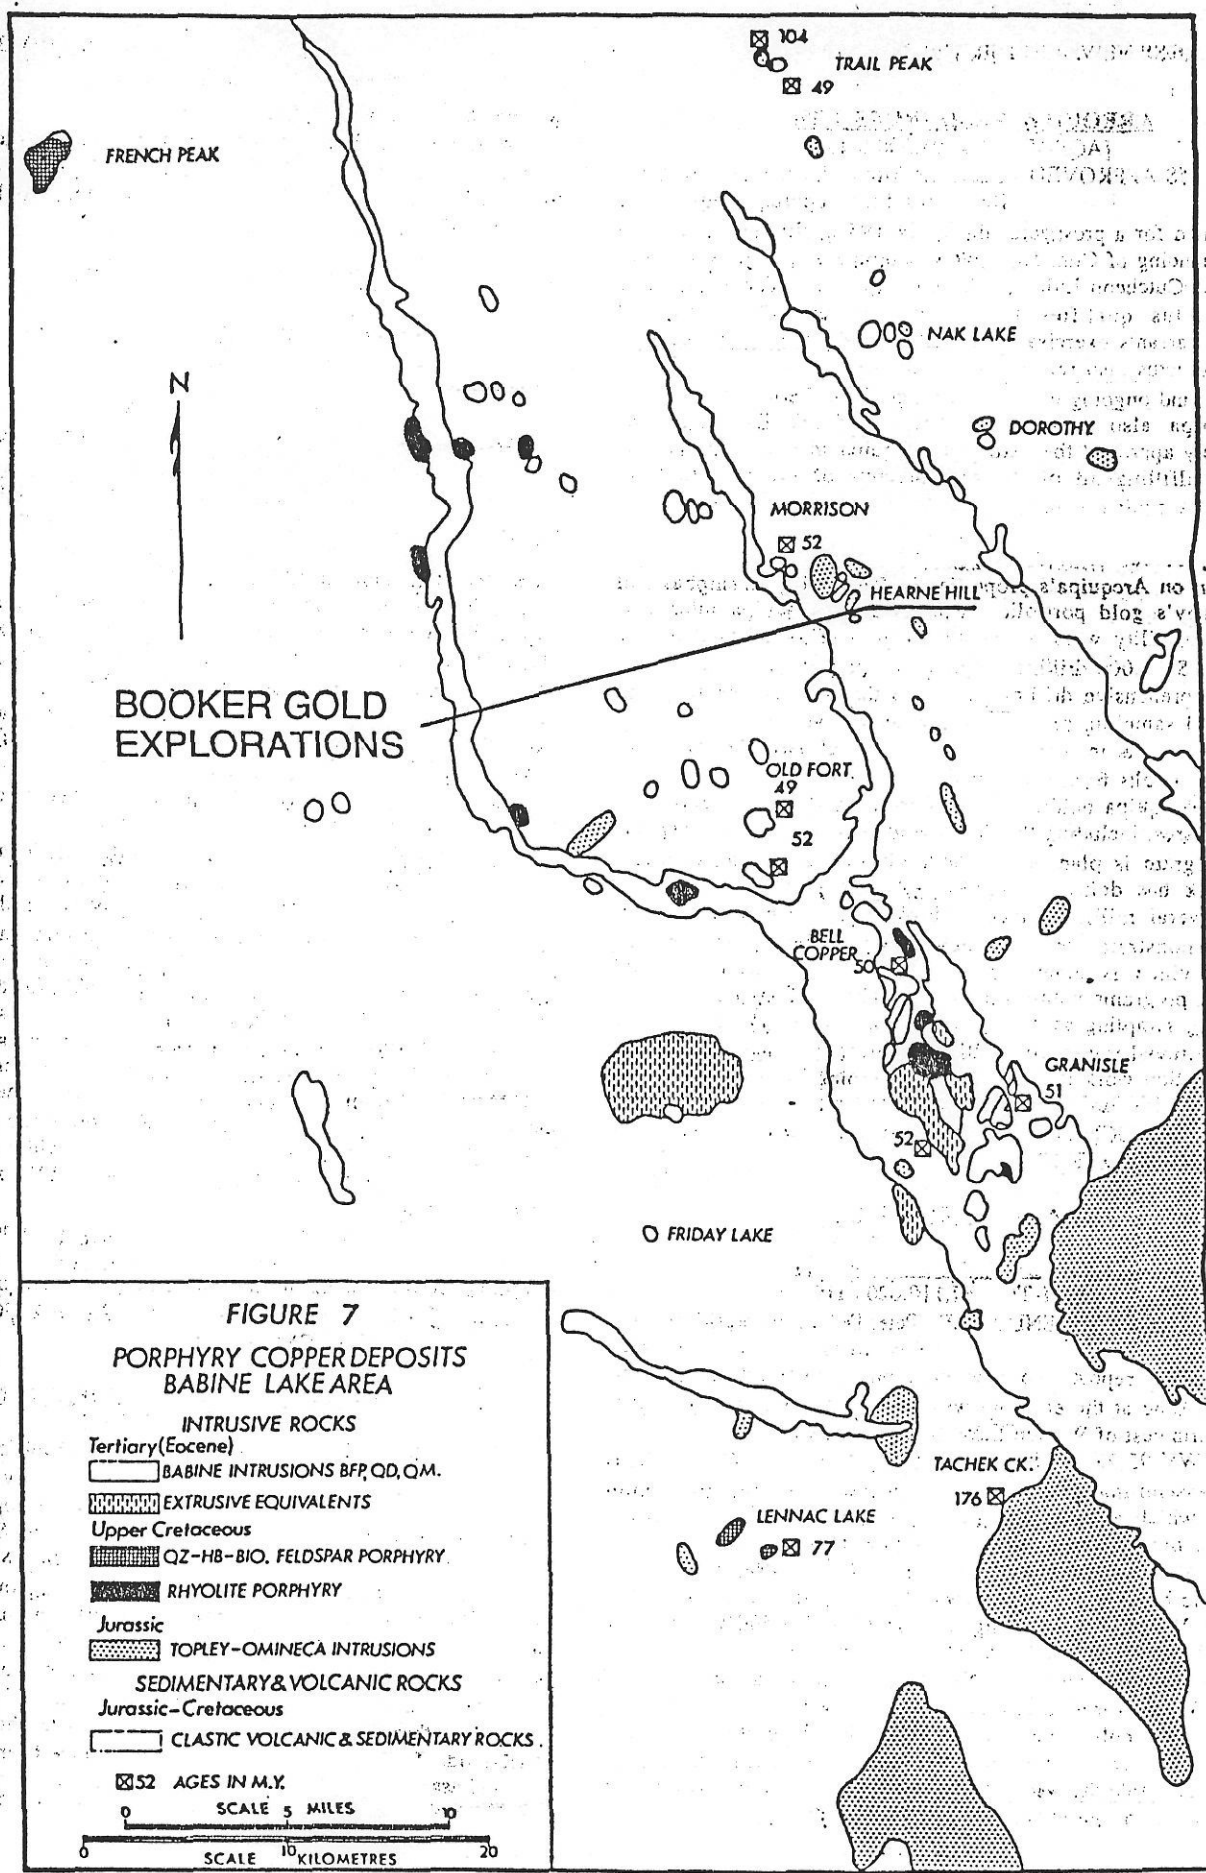 104
TRAIL PEAK
49
FRENCH PEAK
NAK LAKE
N
DOROTHY
MORRISON
52
HEARNE HILL
BOOKER GOLD
EXPLORATIONS
OLD FORT
49
52
BELL
COPPER
50
GRANISLE
51
52
FRIDAY LAKE
TACHEK CK.
176
LENNAC LAKE
77
FIGURE 7
PORPHYRY COPPER DEPOSITS
BABINE LAKE AREA
INTRUSIVE ROCKS
Tertiary (Eocene)
BABINE INTRUSIONS BFP, QD, QM.
EXTRUSIVE EQUIVALENTS
Upper Cretaceous
QZ-HB-BIO. FELDSPAR PORPHYRY
RHYOLITE PORPHYRY
Jurassic
TOPLEY-OMINECA INTRUSIONS
SEDIMENTARY & VOLCANIC ROCKS
Jurassic-Cretaceous
CLASTIC VOLCANIC & SEDIMENTARY ROCKS.
52 AGES IN M.Y.
0 SCALE 5 MILES 10
0 10 20
SCALE KILOMETRES